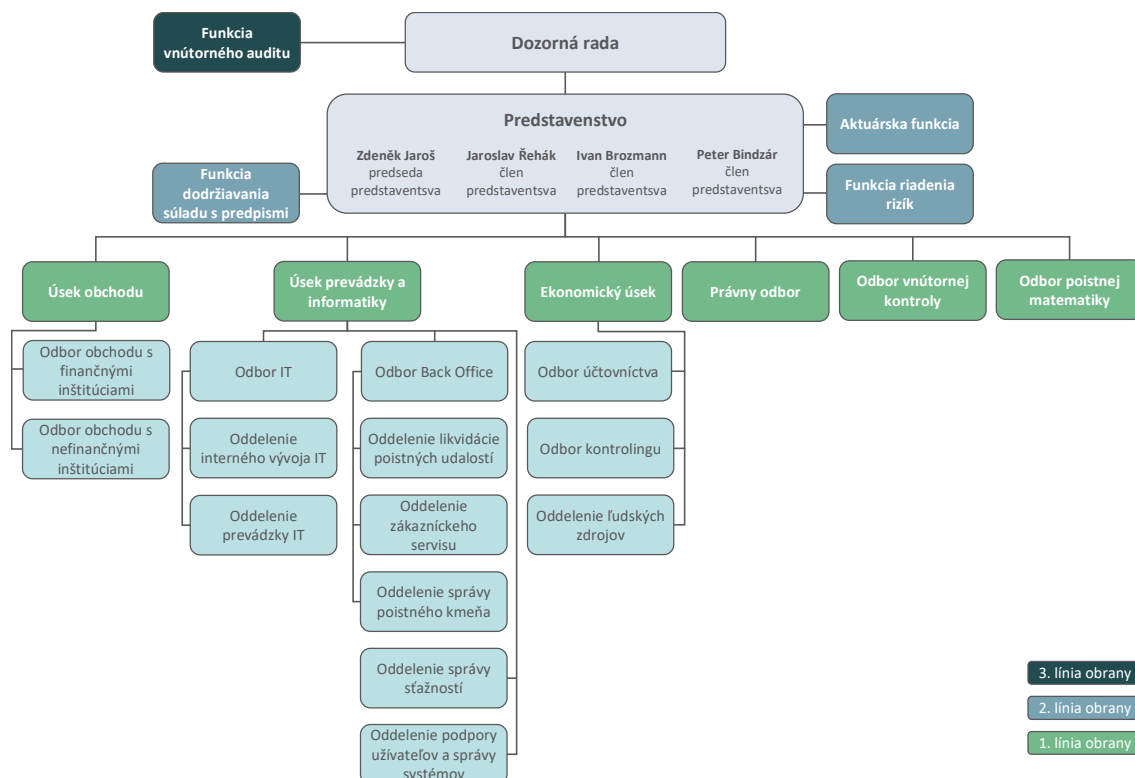 Funkcia
vnútorného auditu
Dozorná rada
Predstavenstvo
Zdeněk Jaroš
predseda
predstaventsva
Jaroslav Řehák
člen
predstaventsva
Ivan Brozmann
člen
predstaventsva
Peter Bindzár
člen
predstaventsva
Aktuárska funkcia
Funkcia
dodržiavania
súladu s predpismi
Funkcia riadenia
rizík
Úsek obchodu
Úsek prevádzky a
informatiky
Ekonomický úsek
Právny odbor
Odbor vnútornej
kontroly
Odbor poistnej
matematiky
Odbor obchodu s
finančnými
inštitúciami
Odbor obchodu s
nefinančnými
inštitúciami
Odbor IT
Oddelenie
interného vývoja IT
Oddelenie
prevádzky IT
Odbor Back Office
Oddelenie likvidácie
poistných udalostí
Oddelenie
zákazníckeho
servisu
Oddelenie správy
poistného kmeňa
Oddelenie správy
sťažností
Oddelenie podpory
užívateľov a správy
systémov
Odbor účtovníctva
Odbor kontrolingu
Oddelenie ľudských
zdrojov
3. línia obrany
2. línia obrany
1. línia obrany